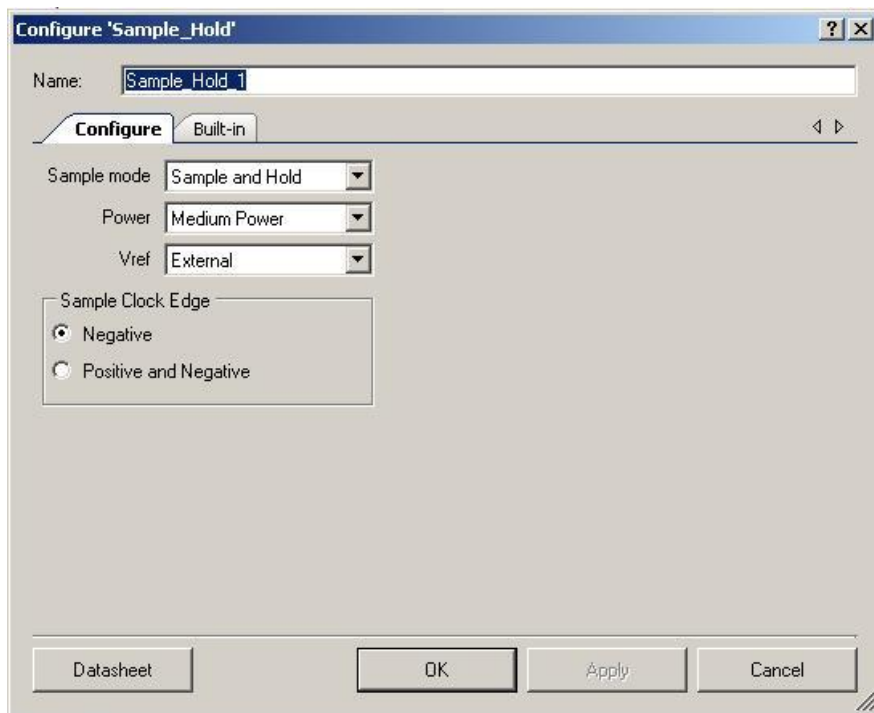 Configure 'Sample_Hold'
Name: Sample_Hold_1
Configure Built-in
Sample mode Sample and Hold
Power Medium Power
Vref External
Sample Clock Edge
Negative
Positive and Negative
Datasheet OK Apply Cancel